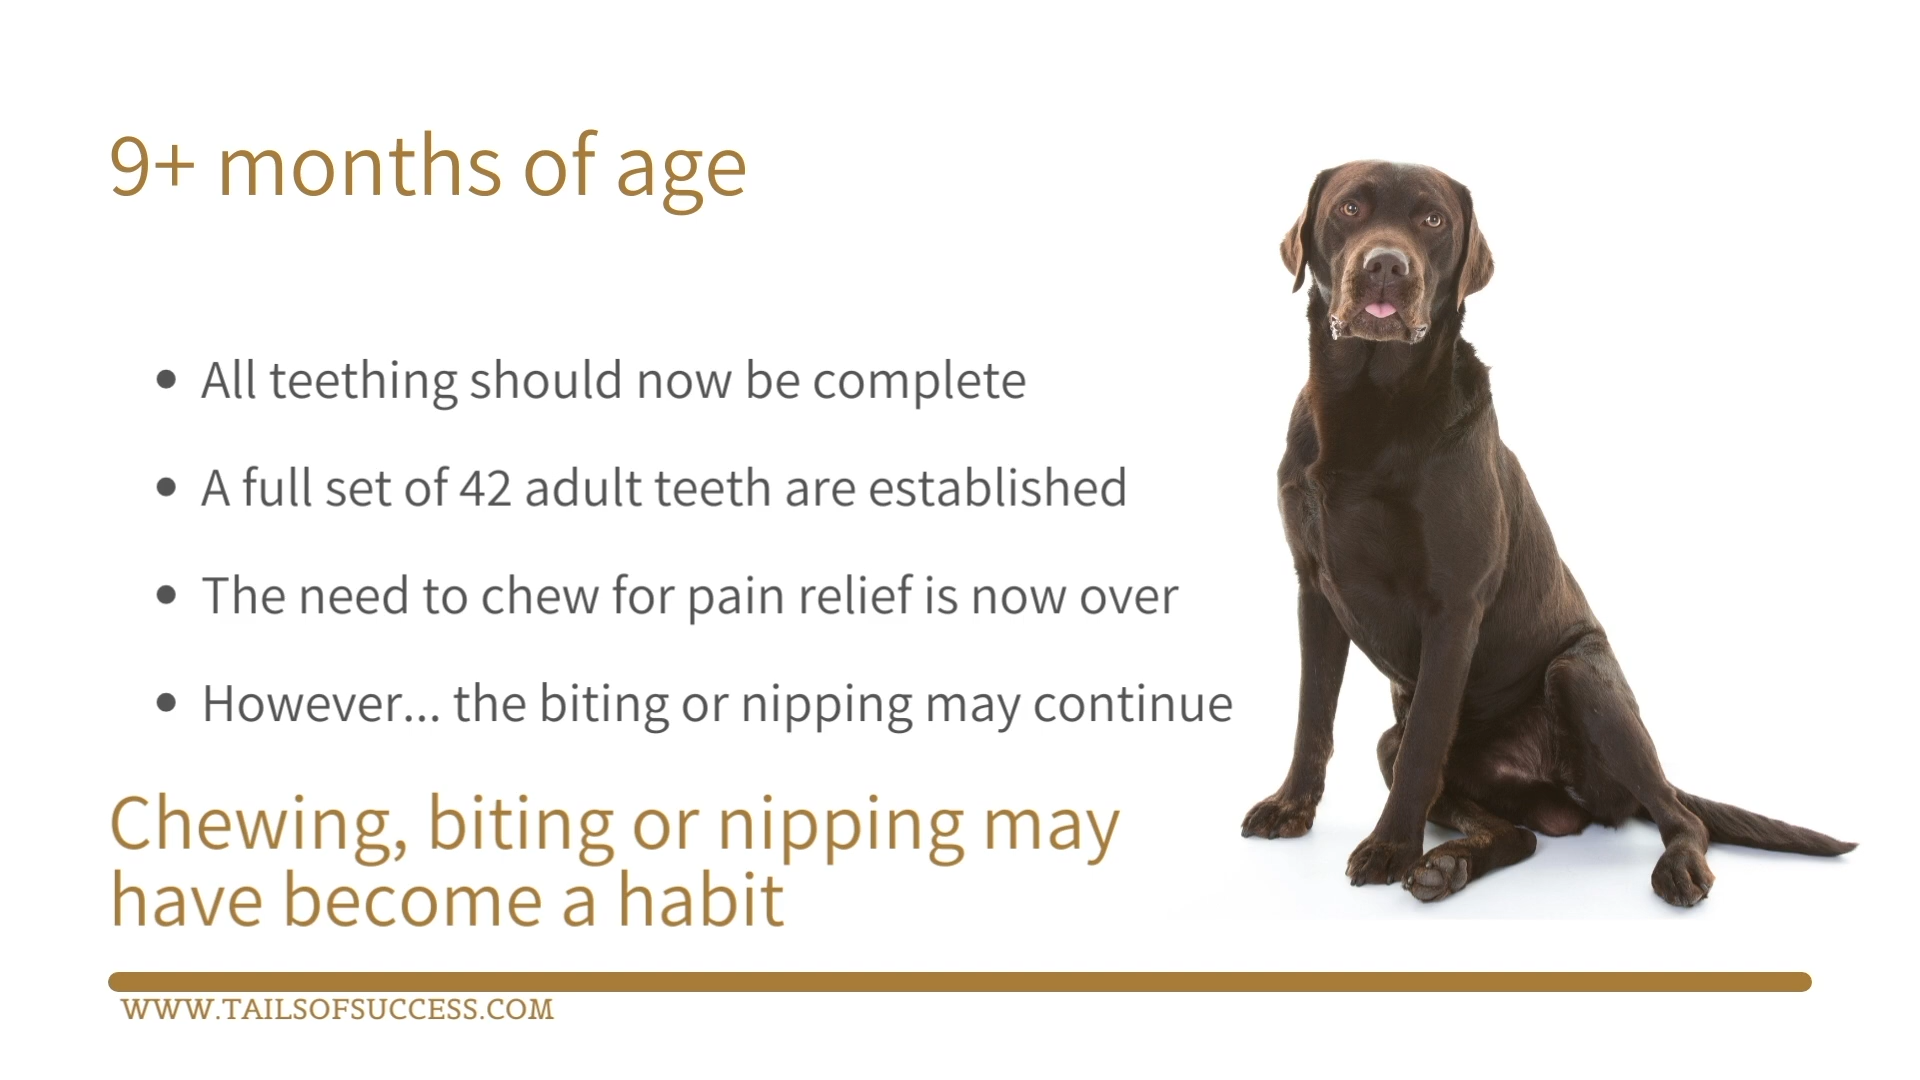 9+ months of age
• All teething should now be complete
• A full set of 42 adult teeth are established
• The need to chew for pain relief is now over
• However... the biting or nipping may continue
Chewing, biting or nipping may
have become a habit
WWW.TAILSOFSUCCESS.COM